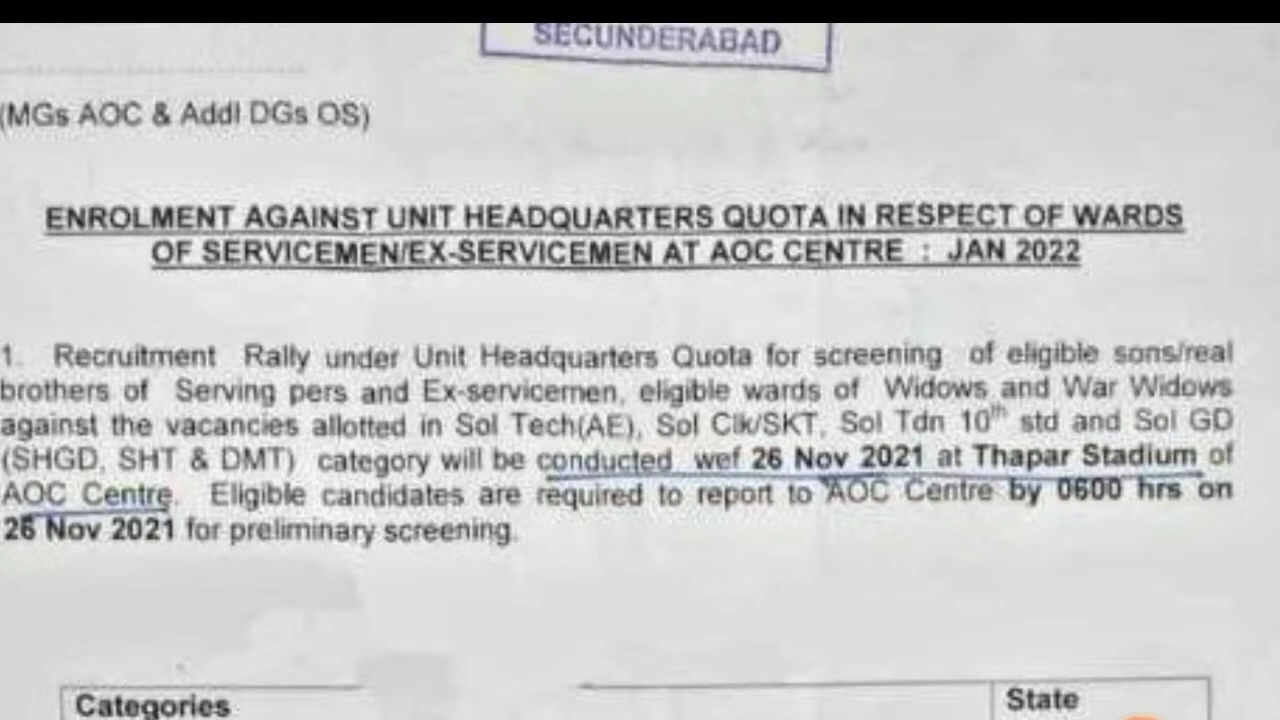 SECUNDERABAD
(MGs AOC & Addl DGs OS)
ENROLMENT AGAINST UNIT HEADQUARTERS QUOTA IN RESPECT OF WARDS
OF SERVICEMEN/EX-SERVICEMEN AT AOC CENTRE : JAN 2022
1. Recruitment Rally under Unit Headquarters Quota for screening of eligible sons/real
brothers of Serving pers and Ex-servicemen, eligible wards of Widows and War Widows
against the vacancies allotted in Sol Tech(AE), Sol Clk/SKT, Sol Tdn 10th std and Sol GD
(SHGD, SHT & DMT) category will be conducted wef 26 Nov 2021 at Thapar Stadium of
AOC Centre. Eligible candidates are required to report to AOC Centre by 0600 hrs on
26 Nov 2021 for preliminary screening.
Categories
State